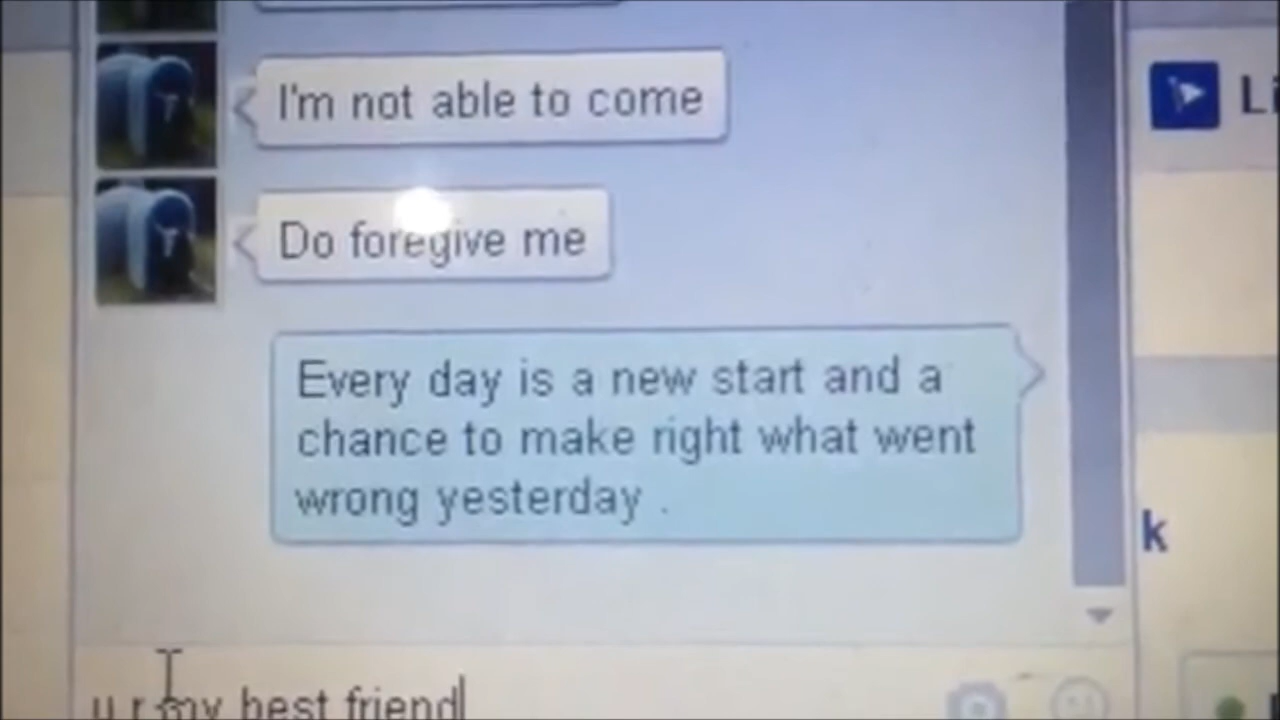 I'm not able to come
Do foregive me
Every day is a new start and a
chance to make right what went
wrong yesterday .
u r my best friend
Li
k